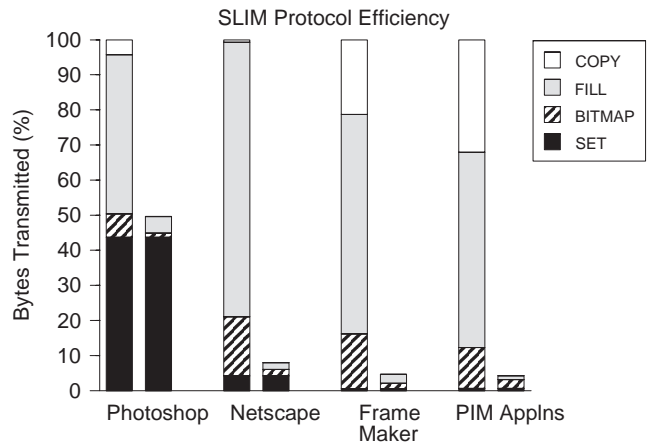 SLIM Protocol Efficiency
Bytes Transmitted (%)
100
90
80
70
60
50
40
30
20
10
0
COPY
FILL
BITMAP
SET
Photoshop
Netscape
Frame
Maker
PIM Applns